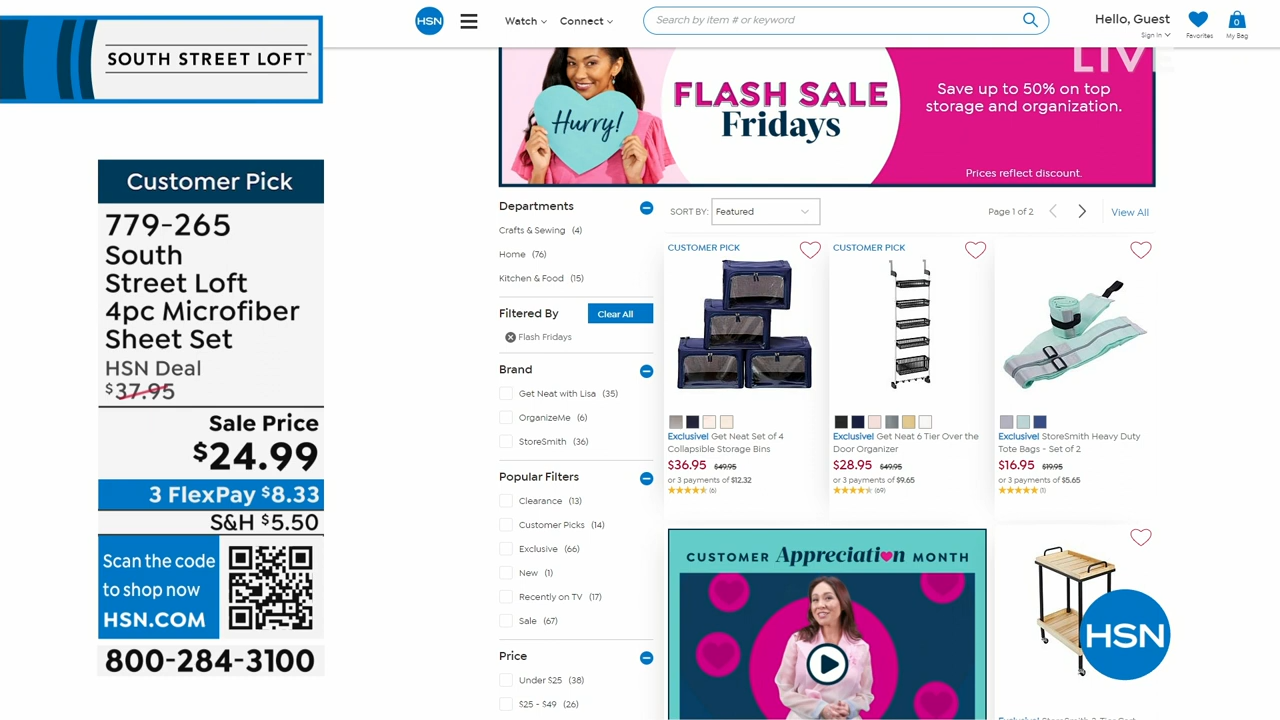 SOUTH STREET LOFT™
Customer Pick
779-265
South
Street Loft
4pc Microfiber
Sheet Set
HSN Deal
$37.95
Sale Price
$24.99
3 FlexPay $8.33
S&H $5.50
Scan the code
to shop now
HSN.COM
800-284-3100
HSN
Watch
Connect
Search by item # or keyword
Hello, Guest
Sign In
Favorites
0
My Bag
LIVE
Hurry!
FLASH SALE
Fridays
Save up to 50% on top
storage and organization.
Prices reflect discount.
Departments
Crafts & Sewing (4)
Home (76)
Kitchen & Food (15)
Filtered By
Clear All
Flash Fridays
Brand
Get Neat with Lisa (35)
OrganizeMe (6)
StoreSmith (36)
Popular Filters
Clearance (13)
Customer Picks (14)
Exclusive (66)
New (1)
Recently on TV (17)
Sale (67)
Price
Under $25 (38)
$25 - $49 (26)
SORT BY: Featured
Page 1 of 2
View All
CUSTOMER PICK
Exclusive! Get Neat Set of 4
Collapsible Storage Bins
$36.95 $49.95
or 3 payments of $12.32
(6)
CUSTOMER PICK
Exclusive! Get Neat 6 Tier Over the
Door Organizer
$28.95 $49.95
or 3 payments of $9.65
(69)
Exclusive! StoreSmith Heavy Duty
Tote Bags - Set of 2
$16.95 $19.95
or 3 payments of $5.65
(1)
CUSTOMER Appreciation MONTH
HSN
Exclusive! StoreSmith 2-Tier Cart